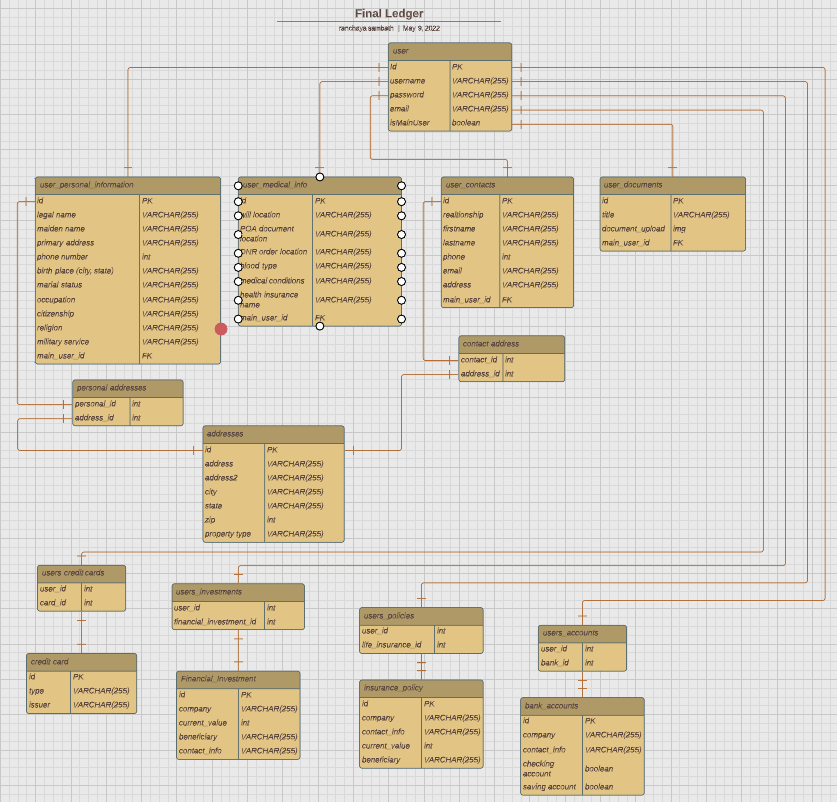 Final Ledger
ranchaya sambath | May 9, 2022
user
Id PK
username VARCHAR(255)
password VARCHAR(255)
email VARCHAR(255)
isMainUser boolean
user_personal_information
id PK
legal name VARCHAR(255)
maiden name VARCHAR(255)
primary address VARCHAR(255)
phone number int
birth place (city, state) VARCHAR(255)
marial status VARCHAR(255)
occupation VARCHAR(255)
citizenship VARCHAR(255)
religion VARCHAR(255)
military service VARCHAR(255)
main_user_id FK
user_medical_info
id PK
will location VARCHAR(255)
POA document
location VARCHAR(255)
DNR order location VARCHAR(255)
blood type VARCHAR(255)
medical conditions VARCHAR(255)
health insurance
name VARCHAR(255)
main_user_id FK
user_contacts
id PK
realtionship VARCHAR(255)
firstname VARCHAR(255)
lastname VARCHAR(255)
phone int
email VARCHAR(255)
address VARCHAR(255)
main_user_id FK
user_documents
id PK
title VARCHAR(255)
document_upload img
main_user_id FK
contact address
contact_id int
address_id int
personal addresses
personal_id int
address_id int
addresses
id PK
address VARCHAR(255)
address2 VARCHAR(255)
city VARCHAR(255)
state VARCHAR(255)
zip int
property type VARCHAR(255)
users credit cards
user_id int
card_id int
users_investments
user_id int
financial_investment_id int
users_policies
user_id int
life_insurance_id int
users_accounts
user_id int
bank_id int
credit card
id PK
type VARCHAR(255)
issuer VARCHAR(255)
Financial_Investment
id PK
company VARCHAR(255)
current_value int
beneficiary VARCHAR(255)
contact_info VARCHAR(255)
insurance_policy
id PK
company VARCHAR(255)
contact_info VARCHAR(255)
current_value int
beneficiary VARCHAR(255)
bank_accounts
id PK
company VARCHAR(255)
contact_info VARCHAR(255)
checking
account boolean
saving account boolean